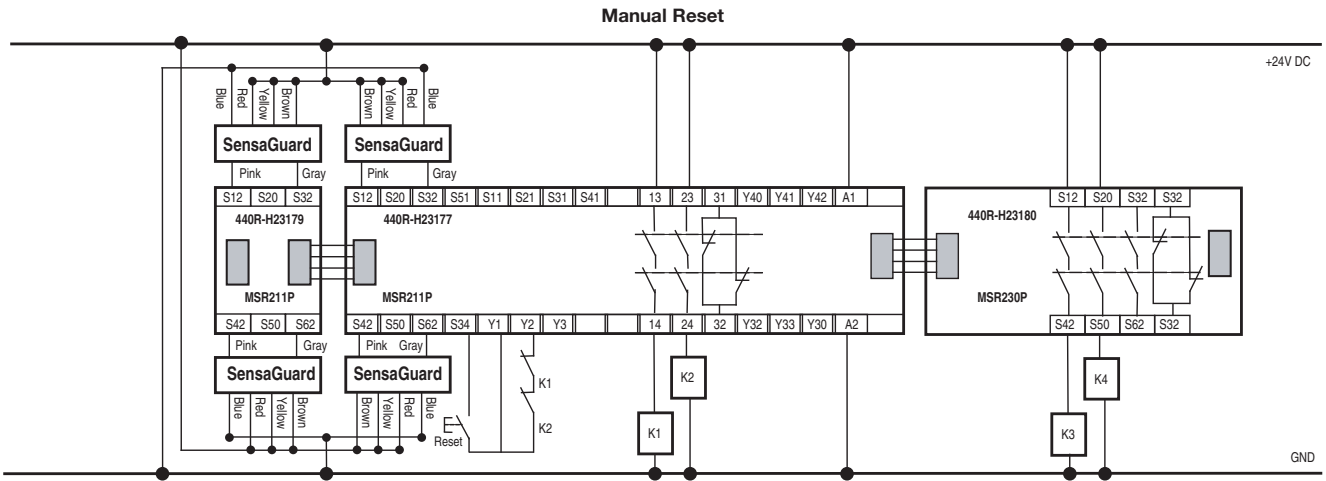 Manual Reset
+24V DC
Blue Red Yellow Brown Brown Yellow Red Blue
SensaGuard SensaGuard
Pink Gray Pink Gray
S12 S20 S32 S12 S20 S32 S51 S11 S21 S31 S41 13 23 31 Y40 Y41 Y42 A1 S12 S20 S32 S32
440R-H23179 440R-H23177 440R-H23180
MSR211P MSR211P MSR230P
S42 S50 S62 S42 S50 S62 S34 Y1 Y2 Y3 14 24 32 Y32 Y33 Y30 A2 S42 S50 S62 S32
Pink Gray Pink Gray
SensaGuard SensaGuard
K1 K2 K4
Blue Red Yellow Brown Brown Yellow Red Blue
K2
Reset K1 K3
GND